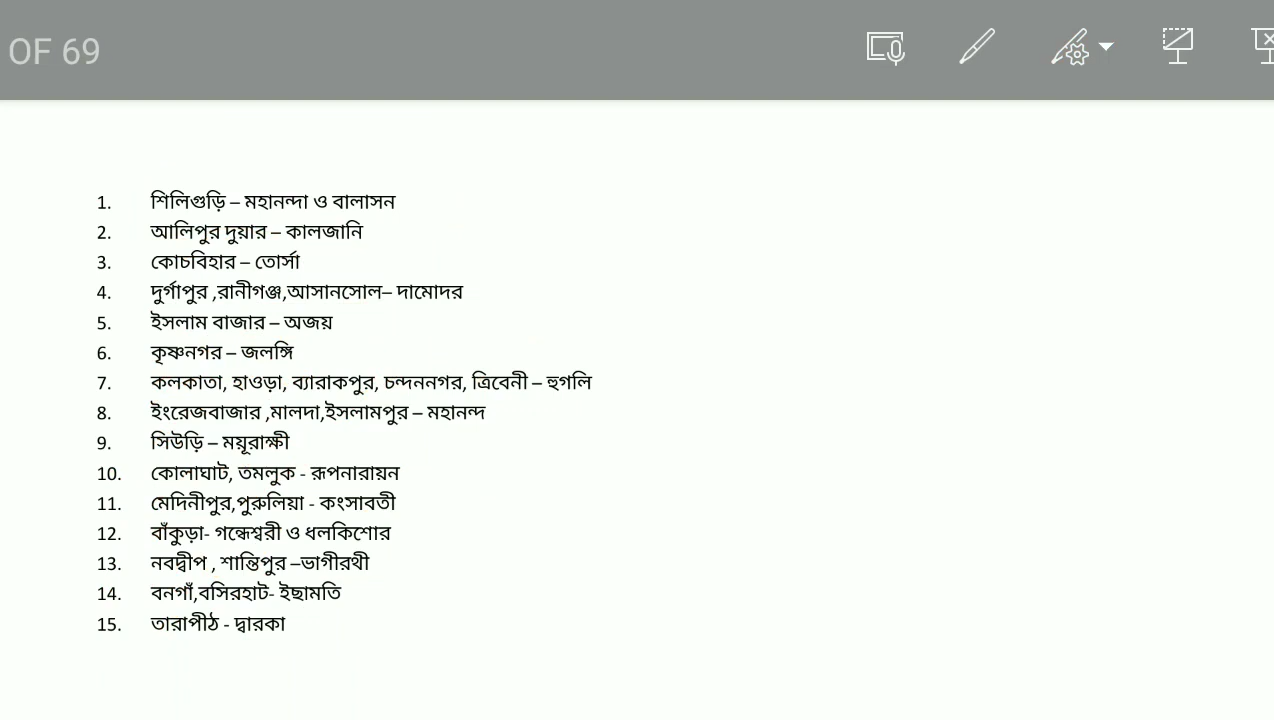 OF 69
1. শিলিগুড়ি – মহানন্দা ও বালাসন
2. আলিপুর দুয়ার – কালজানি
3. কোচবিহার – তোর্সা
4. দুর্গাপুর ,রানীগঞ্জ,আসানসোল– দামোদর
5. ইসলাম বাজার – অজয়
6. কৃষ্ণনগর – জলঙ্গি
7. কলকাতা, হাওড়া, ব্যারাকপুর, চন্দননগর, ত্রিবেনী – হুগলি
8. ইংরেজবাজার ,মালদা,ইসলামপুর – মহানন্দ
9. সিউড়ি – ময়ূরাক্ষী
10. কোলাঘাট, তমলুক - রূপনারায়ন
11. মেদিনীপুর,পুরুলিয়া - কংসাবতী
12. বাঁকুড়া- গন্ধেশ্বরী ও ধলকিশোর
13. নবদ্বীপ , শান্তিপুর –ভাগীরথী
14. বনগাঁ,বসিরহাট- ইছামতি
15. তারাপীঠ - দ্বারকা